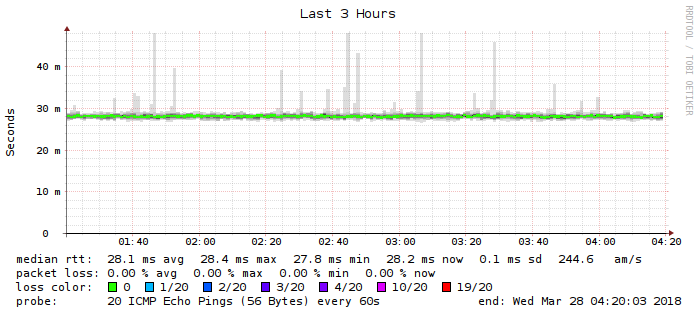 Last 3 Hours
RRDTOOL / TOBI OETIKER
Seconds
40 m
30 m
20 m
10 m
0
01:40 02:00 02:20 02:40 03:00 03:20 03:40 04:00 04:20
median rtt: 28.1 ms avg 28.4 ms max 27.8 ms min 28.2 ms now 0.1 ms sd 244.6 am/s
packet loss: 0.00 % avg 0.00 % max 0.00 % min 0.00 % now
loss color: 0 1/20 2/20 3/20 4/20 10/20 19/20
probe: 20 ICMP Echo Pings (56 Bytes) every 60s end: Wed Mar 28 04:20:03 2018